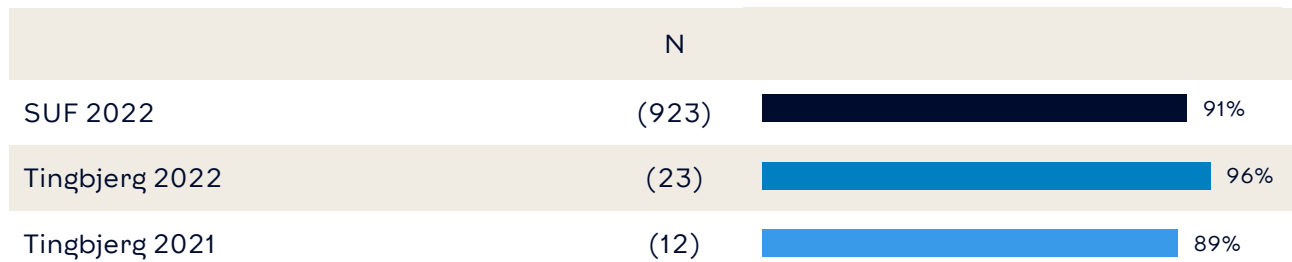 N
SUF 2022 (923) 91%
Tingbjerg 2022 (23) 96%
Tingbjerg 2021 (12) 89%